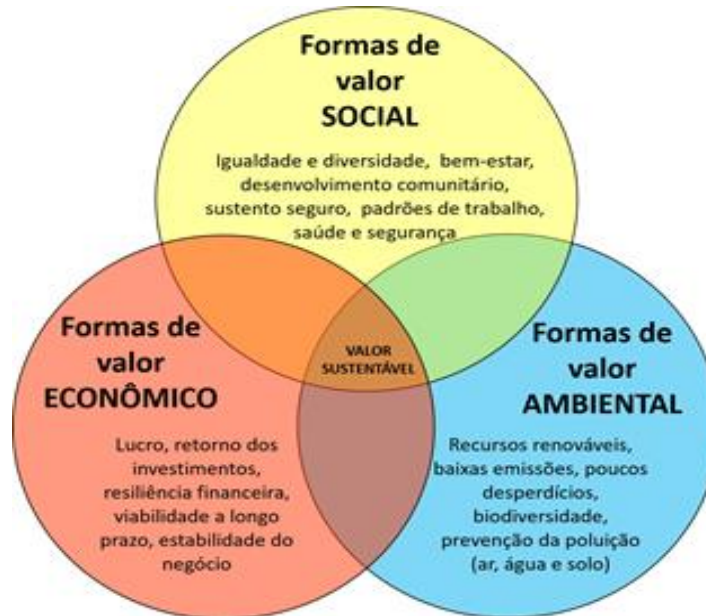 Formas de
valor
SOCIAL
Igualdade e diversidade, bem-estar,
desenvolvimento comunitário,
sustento seguro, padrões de trabalho,
saúde e segurança
Formas de
valor
ECONÔMICO
Lucro, retorno dos
investimentos,
resiliência financeira,
viabilidade a longo
prazo, estabilidade do
negócio
VALOR
SUSTENTÁVEL
Formas de
valor
AMBIENTAL
Recursos renováveis,
baixas emissões, poucos
desperdícios,
biodiversidade,
prevenção da poluição
(ar, água e solo)